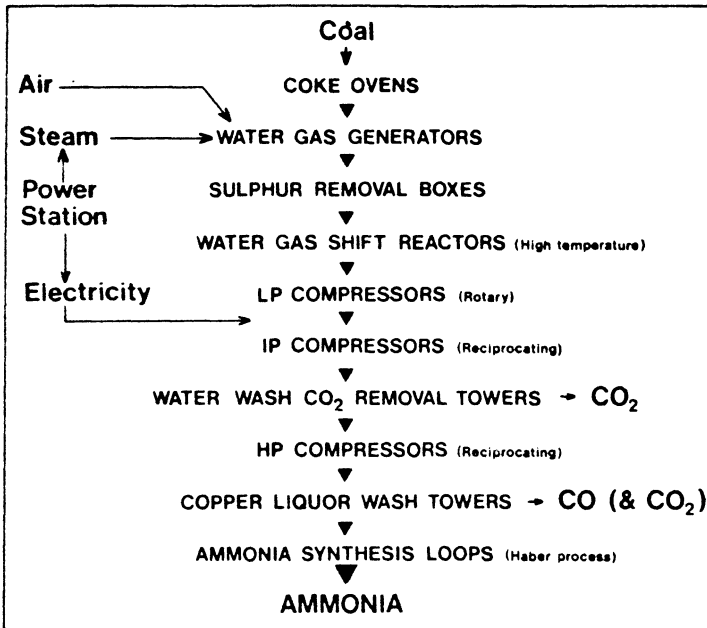 Coal
Air
COKE OVENS
Steam
WATER GAS GENERATORS
Power
Station
SULPHUR REMOVAL BOXES
WATER GAS SHIFT REACTORS (High temperature)
Electricity
LP COMPRESSORS (Rotary)
IP COMPRESSORS (Reciprocating)
WATER WASH CO₂ REMOVAL TOWERS → CO₂
HP COMPRESSORS (Reciprocating)
COPPER LIQUOR WASH TOWERS → CO (& CO₂)
AMMONIA SYNTHESIS LOOPS (Haber process)
AMMONIA